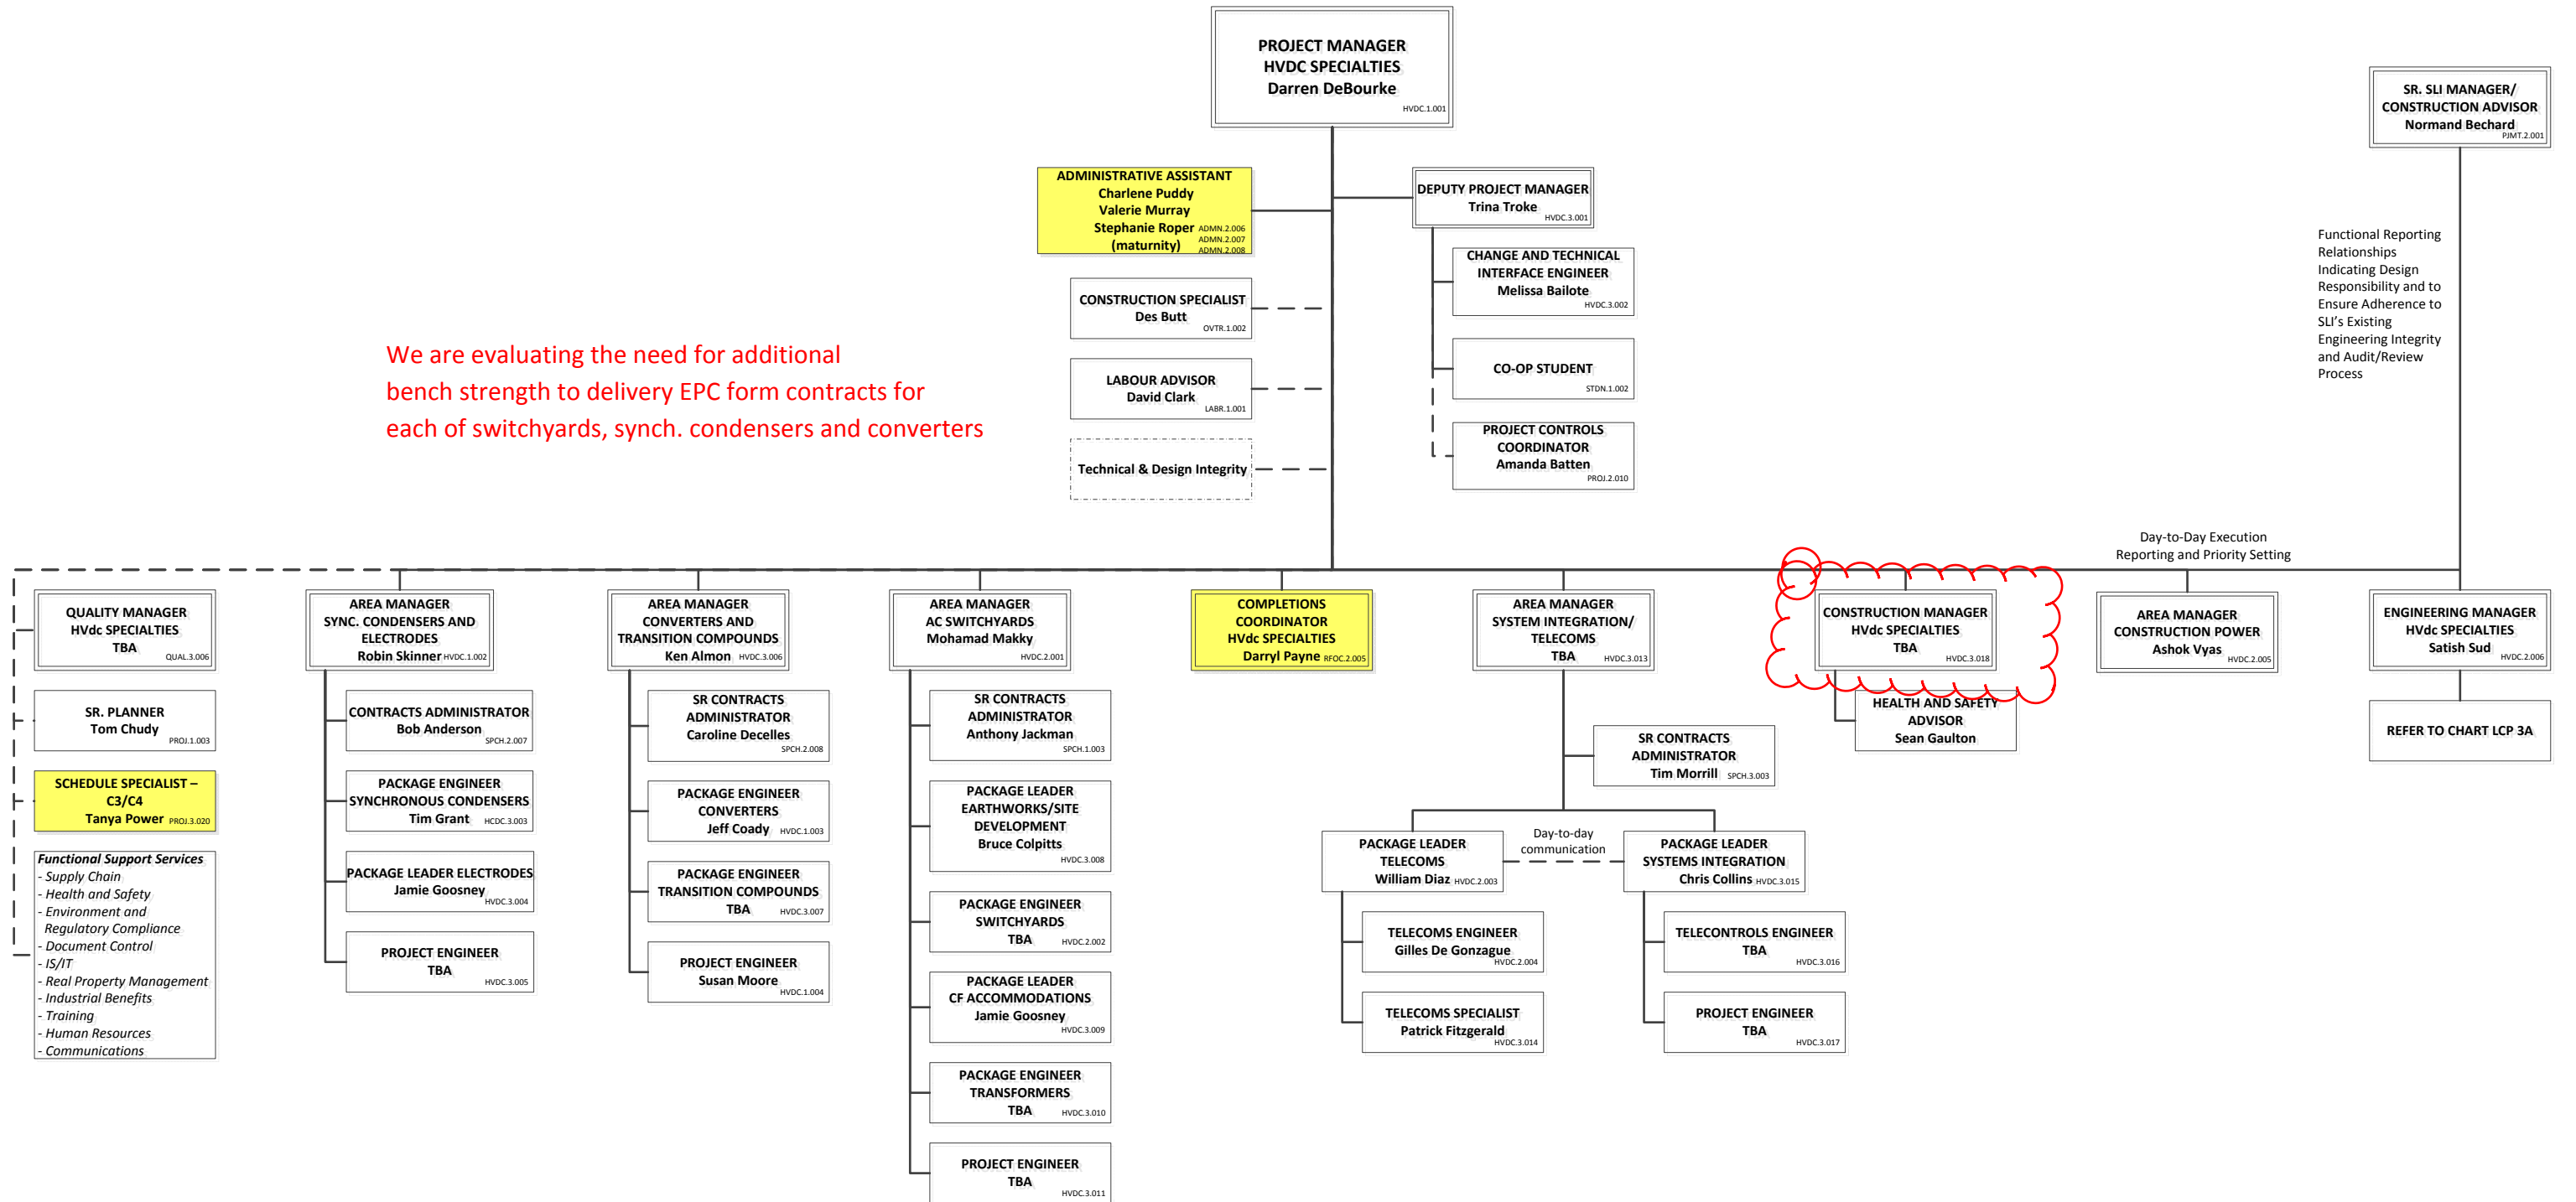 PROJECT MANAGER
HVDC SPECIALTIES
Darren DeBourke
HVDC.1.001
SR. SLI MANAGER/
CONSTRUCTION ADVISOR
Normand Bechard
PJMT.2.001
ADMINISTRATIVE ASSISTANT
Charlene Puddy
Valerie Murray
Stephanie Roper ADMN.2.006
(maturnity) ADMN.2.007
ADMN.2.008
DEPUTY PROJECT MANAGER
Trina Troke
HVDC.3.001
CHANGE AND TECHNICAL
INTERFACE ENGINEER
Melissa Bailote
HVDC.3.002
CONSTRUCTION SPECIALIST
Des Butt
OVTR.1.002
CO-OP STUDENT
STDN.1.002
LABOUR ADVISOR
David Clark
LABR.1.001
PROJECT CONTROLS
COORDINATOR
Amanda Batten
PROJ.2.010
Technical & Design Integrity
We are evaluating the need for additional
bench strength to delivery EPC form contracts for
each of switchyards, synch. condensers and converters
Functional Reporting
Relationships
Indicating Design
Responsibility and to
Ensure Adherence to
SLI's Existing
Engineering Integrity
and Audit/Review
Process
Day-to-Day Execution
Reporting and Priority Setting
QUALITY MANAGER
HVdc SPECIALTIES
TBA
QUAL.3.006
SR. PLANNER
Tom Chudy
PROJ.1.003
SCHEDULE SPECIALIST –
C3/C4
Tanya Power PROJ.3.020
Functional Support Services
- Supply Chain
- Health and Safety
- Environment and
Regulatory Compliance
- Document Control
- IS/IT
- Real Property Management
- Industrial Benefits
- Training
- Human Resources
- Communications
AREA MANAGER
SYNC. CONDENSERS AND
ELECTRODES
Robin Skinner HVDC.1.002
CONTRACTS ADMINISTRATOR
Bob Anderson
SPCH.2.007
PACKAGE ENGINEER
SYNCHRONOUS CONDENSERS
Tim Grant HCDC.3.003
PACKAGE LEADER ELECTRODES
Jamie Goosney
HVDC.3.004
PROJECT ENGINEER
TBA
HVDC.3.005
AREA MANAGER
CONVERTERS AND
TRANSITION COMPOUNDS
Ken Almon HVDC.3.006
SR CONTRACTS
ADMINISTRATOR
Caroline Decelles
SPCH.2.008
PACKAGE ENGINEER
CONVERTERS
Jeff Coady HVDC.1.003
PACKAGE ENGINEER
TRANSITION COMPOUNDS
TBA HVDC.3.007
PROJECT ENGINEER
Susan Moore
HVDC.1.004
AREA MANAGER
AC SWITCHYARDS
Mohamad Makky
HVDC.2.001
SR CONTRACTS
ADMINISTRATOR
Anthony Jackman
SPCH.1.003
PACKAGE LEADER
EARTHWORKS/SITE
DEVELOPMENT
Bruce Colpitts
HVDC.3.008
PACKAGE ENGINEER
SWITCHYARDS
TBA HVDC.2.002
PACKAGE LEADER
CF ACCOMMODATIONS
Jamie Goosney
HVDC.3.009
PACKAGE ENGINEER
TRANSFORMERS
TBA HVDC.3.010
PROJECT ENGINEER
TBA
HVDC.3.011
COMPLETIONS
COORDINATOR
HVdc SPECIALTIES
Darryl Payne RFOC.2.005
AREA MANAGER
SYSTEM INTEGRATION/
TELECOMS
TBA HVDC.3.013
SR CONTRACTS
ADMINISTRATOR
Tim Morrill SPCH.3.003
PACKAGE LEADER
TELECOMS
William Diaz HVDC.2.003
Day-to-day
communication
PACKAGE LEADER
SYSTEMS INTEGRATION
Chris Collins HVDC.3.015
TELECOMS ENGINEER
Gilles De Gonzague
HVDC.2.004
TELECOMS SPECIALIST
Patrick Fitzgerald
HVDC.3.014
TELECONTROLS ENGINEER
TBA
HVDC.3.016
PROJECT ENGINEER
TBA
HVDC.3.017
CONSTRUCTION MANAGER
HVdc SPECIALTIES
TBA
HVDC.3.018
HEALTH AND SAFETY
ADVISOR
Sean Gaulton
AREA MANAGER
CONSTRUCTION POWER
Ashok Vyas
HVDC.2.005
ENGINEERING MANAGER
HVdc SPECIALTIES
Satish Sud
HVDC.2.006
REFER TO CHART LCP 3A